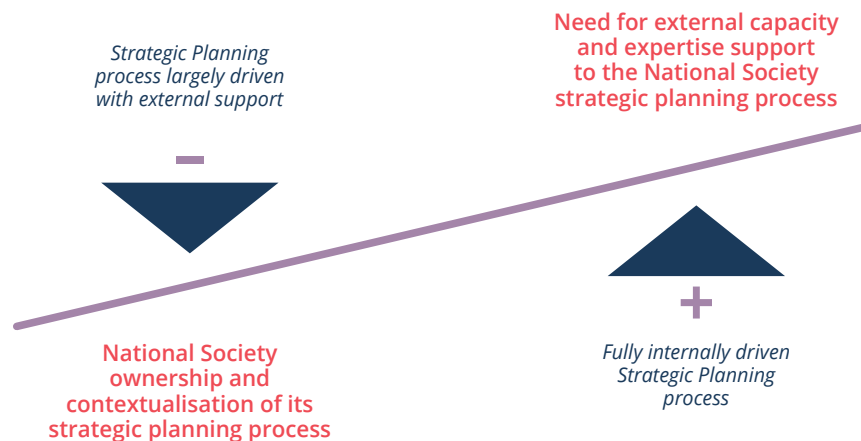 Strategic Planning
process largely driven
with external support
Need for external capacity
and expertise support
to the National Society
strategic planning process
National Society
ownership and
contextualisation of its
strategic planning process
Fully internally driven
Strategic Planning
process